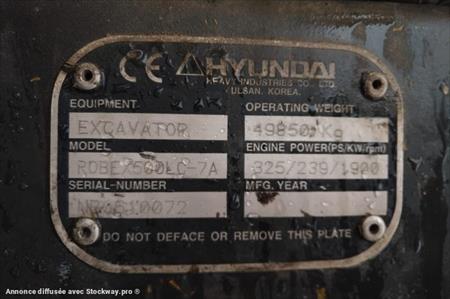 CE HYUNDAI
HEAVY INDUSTRIES CO., LTD.
ULSAN, KOREA.
EQUIPMENT OPERATING WEIGHT
EXCAVATOR 49850 Kg
MODEL ENGINE POWER(PS/KW/rpm)
ROBEX500LC-7A 325/239/1900
SERIAL-NUMBER MFG. YEAR
DO NOT DEFACE OR REMOVE THIS PLATE
Annonce diffusée avec Stockway.pro ®